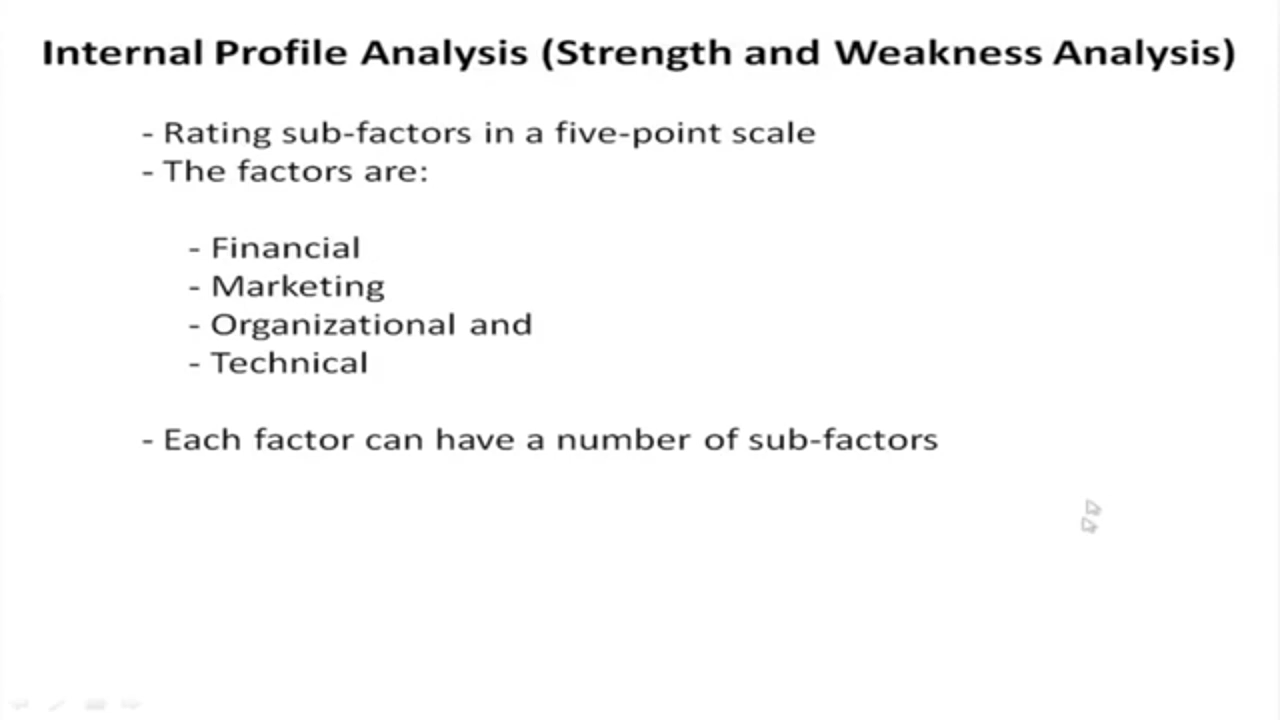 Internal Profile Analysis (Strength and Weakness Analysis)
- Rating sub-factors in a five-point scale
- The factors are:
- Financial
- Marketing
- Organizational and
- Technical
- Each factor can have a number of sub-factors